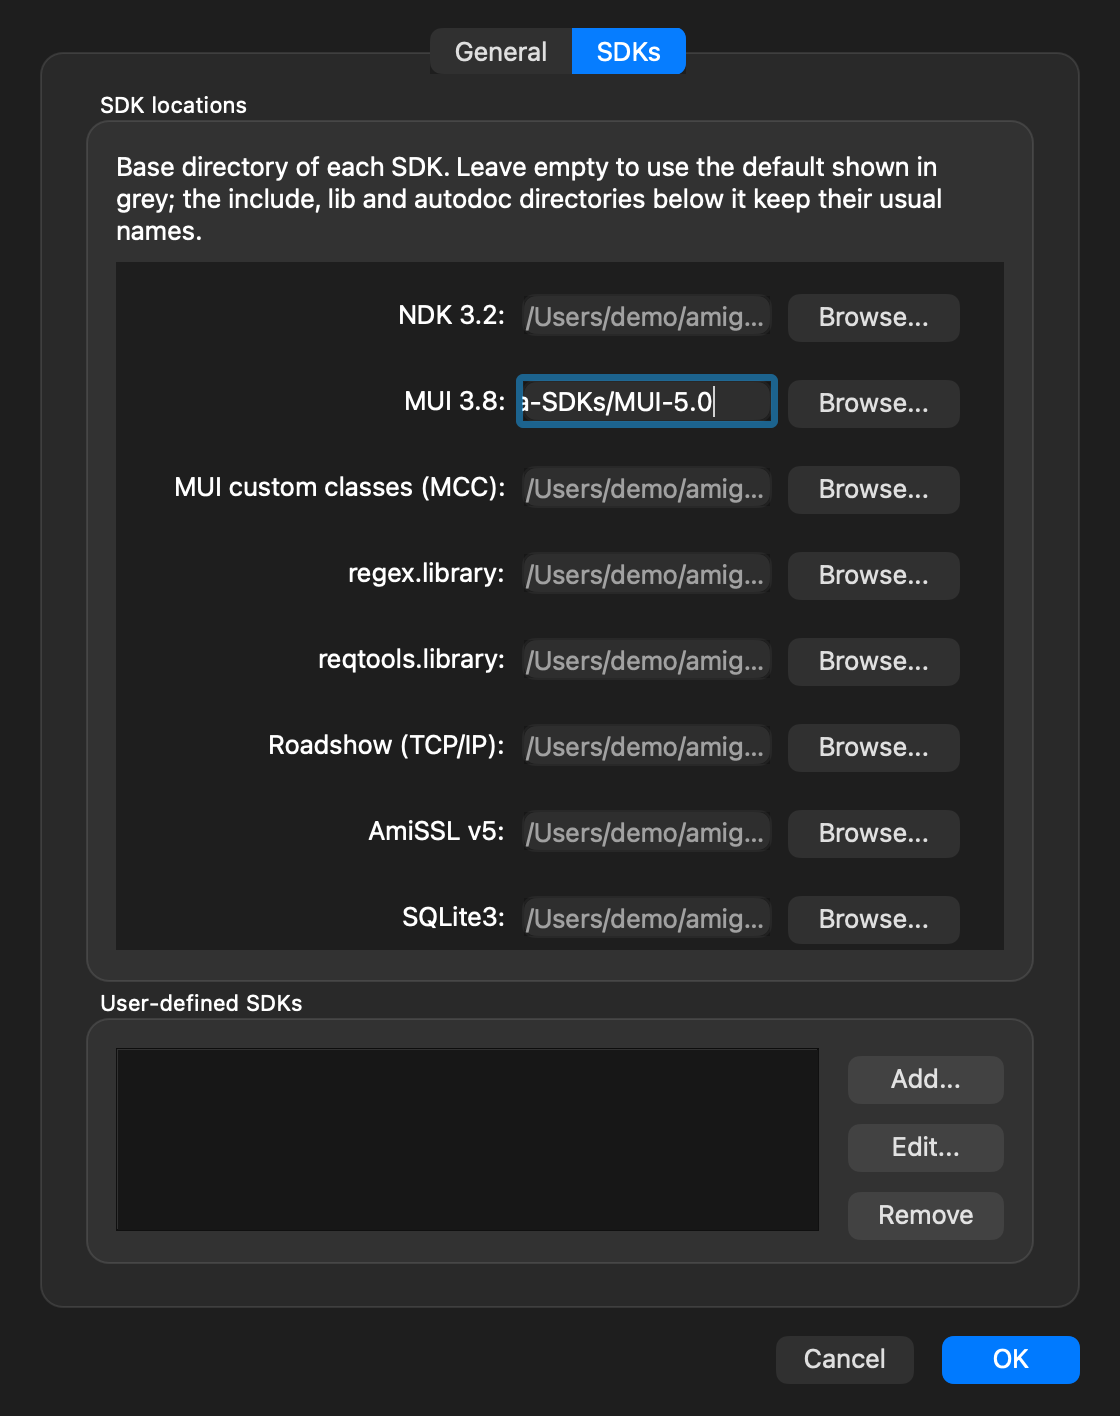 General
SDKs
SDK locations
Base directory of each SDK. Leave empty to use the default shown in
grey; the include, lib and autodoc directories below it keep their usual
names.
NDK 3.2: /Users/demo/amig... Browse...
MUI 3.8: a-SDKs/MUI-5.0 Browse...
MUI custom classes (MCC): /Users/demo/amig... Browse...
regex.library: /Users/demo/amig... Browse...
reqtools.library: /Users/demo/amig... Browse...
Roadshow (TCP/IP): /Users/demo/amig... Browse...
AmiSSL v5: /Users/demo/amig... Browse...
SQLite3: /Users/demo/amig... Browse...
User-defined SDKs
Add...
Edit...
Remove
Cancel
OK